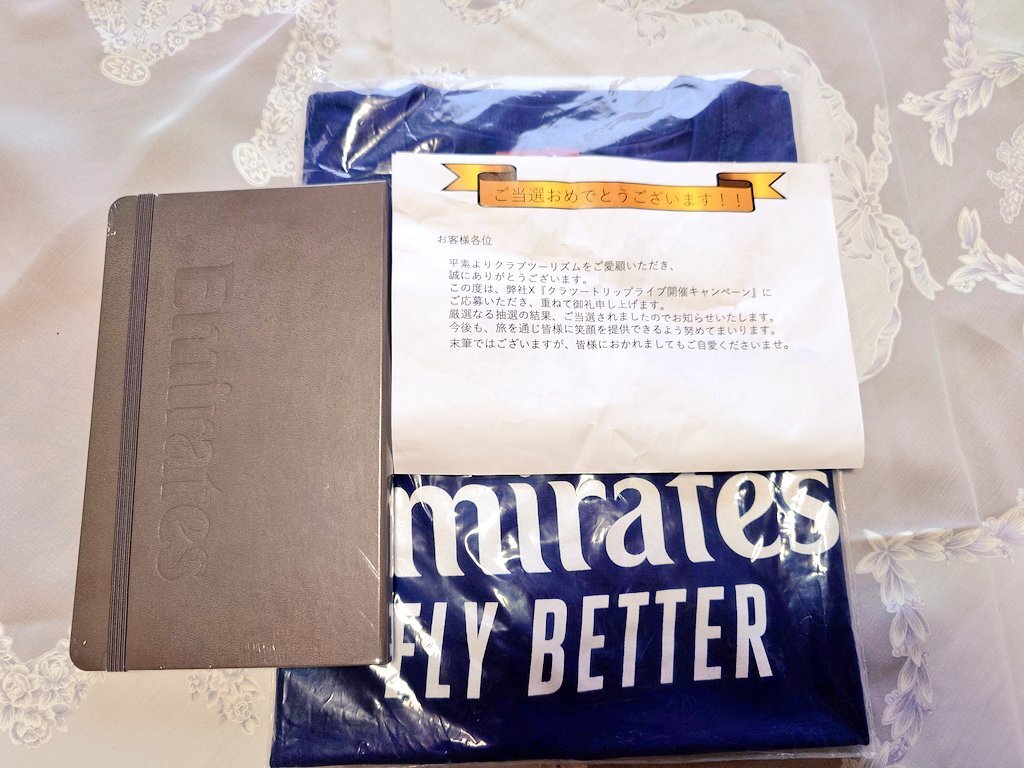 ご当選おめでとうございます！！
お客様各位
平素よりクラブツーリズムをご愛顧いただき、
誠にありがとうございます。
この度は、弊社X『クラツートリップライブ開催キャンペーン』に
ご応募いただき、重ねて御礼申し上げます。
厳選なる抽選の結果、ご当選されましたのでお知らせいたします。
今後も、旅を通じ皆様に笑顔を提供できるよう努めてまいります。
末筆ではございますが、皆様におかれましてもご自愛くださいませ。
Emirates
mirates
FLY BETTER